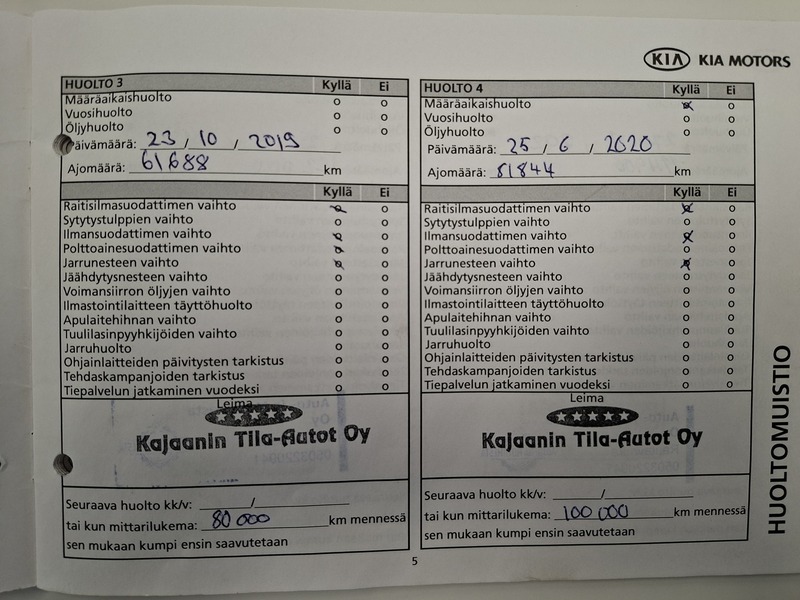 KIA KIA MOTORS
HUOLTO 3 Kyllä Ei
Määräaikaishuolto o o
Vuosihuolto o o
Öljyhuolto o o
Päivämäärä: 23 / 10 / 2019
Ajomäärä: 61688 km
Kyllä Ei
Raitisilmasuodattimen vaihto o o
Sytytystulppien vaihto o o
Ilmansuodattimen vaihto o o
Polttoainesuodattimen vaihto o o
Jarrunesteen vaihto o o
Jäähdytysnesteen vaihto o o
Voimansiirron öljyjen vaihto o o
Ilmastointilaitteen täyttöhuolto o o
Apulaitehihnan vaihto o o
Tuulilasinpyyhkijöiden vaihto o o
Jarruhuolto o o
Ohjainlaitteiden päivitysten tarkistus o o
Tehdaskampanjoiden tarkistus o o
Tiepalvelun jatkaminen vuodeksi o o
Leima
Kajaanin Tila-Autot Oy
Seuraava huolto kk/v: /
tai kun mittarilukema: 80 000 km mennessä
sen mukaan kumpi ensin saavutetaan
HUOLTO 4 Kyllä Ei
Määräaikaishuolto o o
Vuosihuolto o o
Öljyhuolto o o
Päivämäärä: 25 / 6 / 2020
Ajomäärä: 81844 km
Kyllä Ei
Raitisilmasuodattimen vaihto o o
Sytytystulppien vaihto o o
Ilmansuodattimen vaihto o o
Polttoainesuodattimen vaihto o o
Jarrunesteen vaihto o o
Jäähdytysnesteen vaihto o o
Voimansiirron öljyjen vaihto o o
Ilmastointilaitteen täyttöhuolto o o
Apulaitehihnan vaihto o o
Tuulilasinpyyhkijöiden vaihto o o
Jarruhuolto o o
Ohjainlaitteiden päivitysten tarkistus o o
Tehdaskampanjoiden tarkistus o o
Tiepalvelun jatkaminen vuodeksi o o
Leima
Kajaanin Tila-Autot Oy
Seuraava huolto kk/v: /
tai kun mittarilukema: 100 000 km mennessä
sen mukaan kumpi ensin saavutetaan
HUOLTOMUISTIO
5